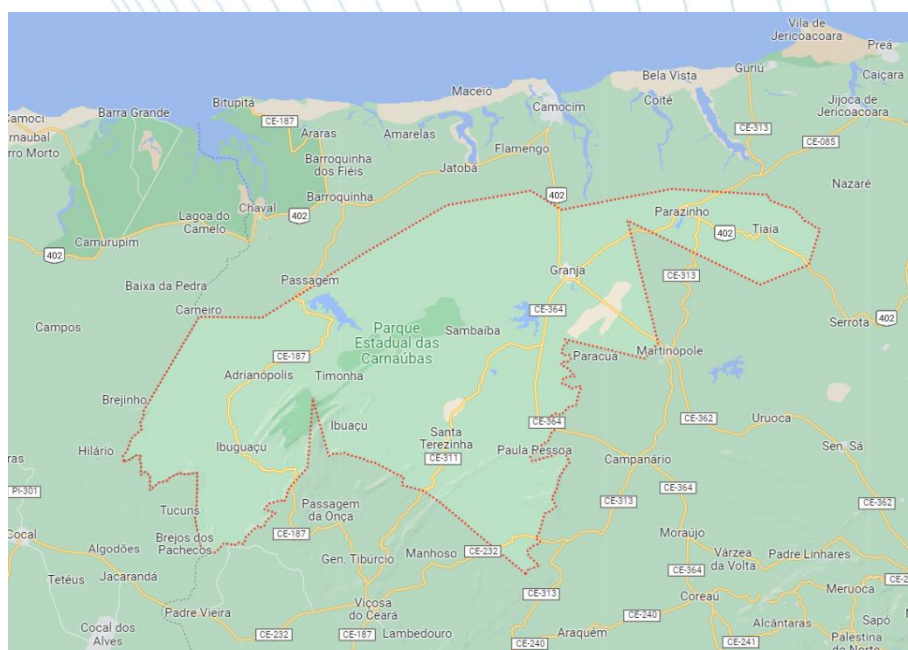 Vila de
Jericoacoara
Preá
Guriú
Bela Vista
Caiçara
Maceió
Camocim
Coité
Jijoca de
Jericoacoara
Bitupitá
Barra Grande
CE-187
Araras
Amarelas
CE-313
CE-085
Flamengo
Barroquinha
dos Fiéis
Jatobá
Nazaré
Barroquinha
402
Chaval
402
Lagoa do
Camelo
Parazinho
402
Tiaia
Camurupim
402
Granja
CE-313
Passagem
Baixa da Pedra
Carneiro
CE-364
Serrota
402
Campos
Parque
Estadual das
Carnaúbas
Sambaíba
CE-187
Paracuá
Martinópole
Adrianópolis
Timonha
Brejinho
CE-362
Uruoca
Ibuaçu
CE-364
Santa
Terezinha
Hilário
Ibuguaçu
Paula Pessoa
Sen. Sá
CE-311
Campanário
PI-301
CE-364
CE-313
CE-362
Tucuns
Passagem
da Onça
Cocal
CE-187
Moraújo
Brejos dos
Pachecos
Algodões
Gen. Tibúrcio
Manhoso
CE-232
Várzea
da Volta
Padre Linhares
CE-364
Tetéus
Jacarandá
Meruoca
CE-313
Coreaú
Padre Vieira
Viçosa
do Ceará
CE-240
Alcântaras
Sapó
Cocal dos
Alves
CE-232
CE-187
Lambedouro
CE-240
Araquém
CE-241
Palestina
do Norte